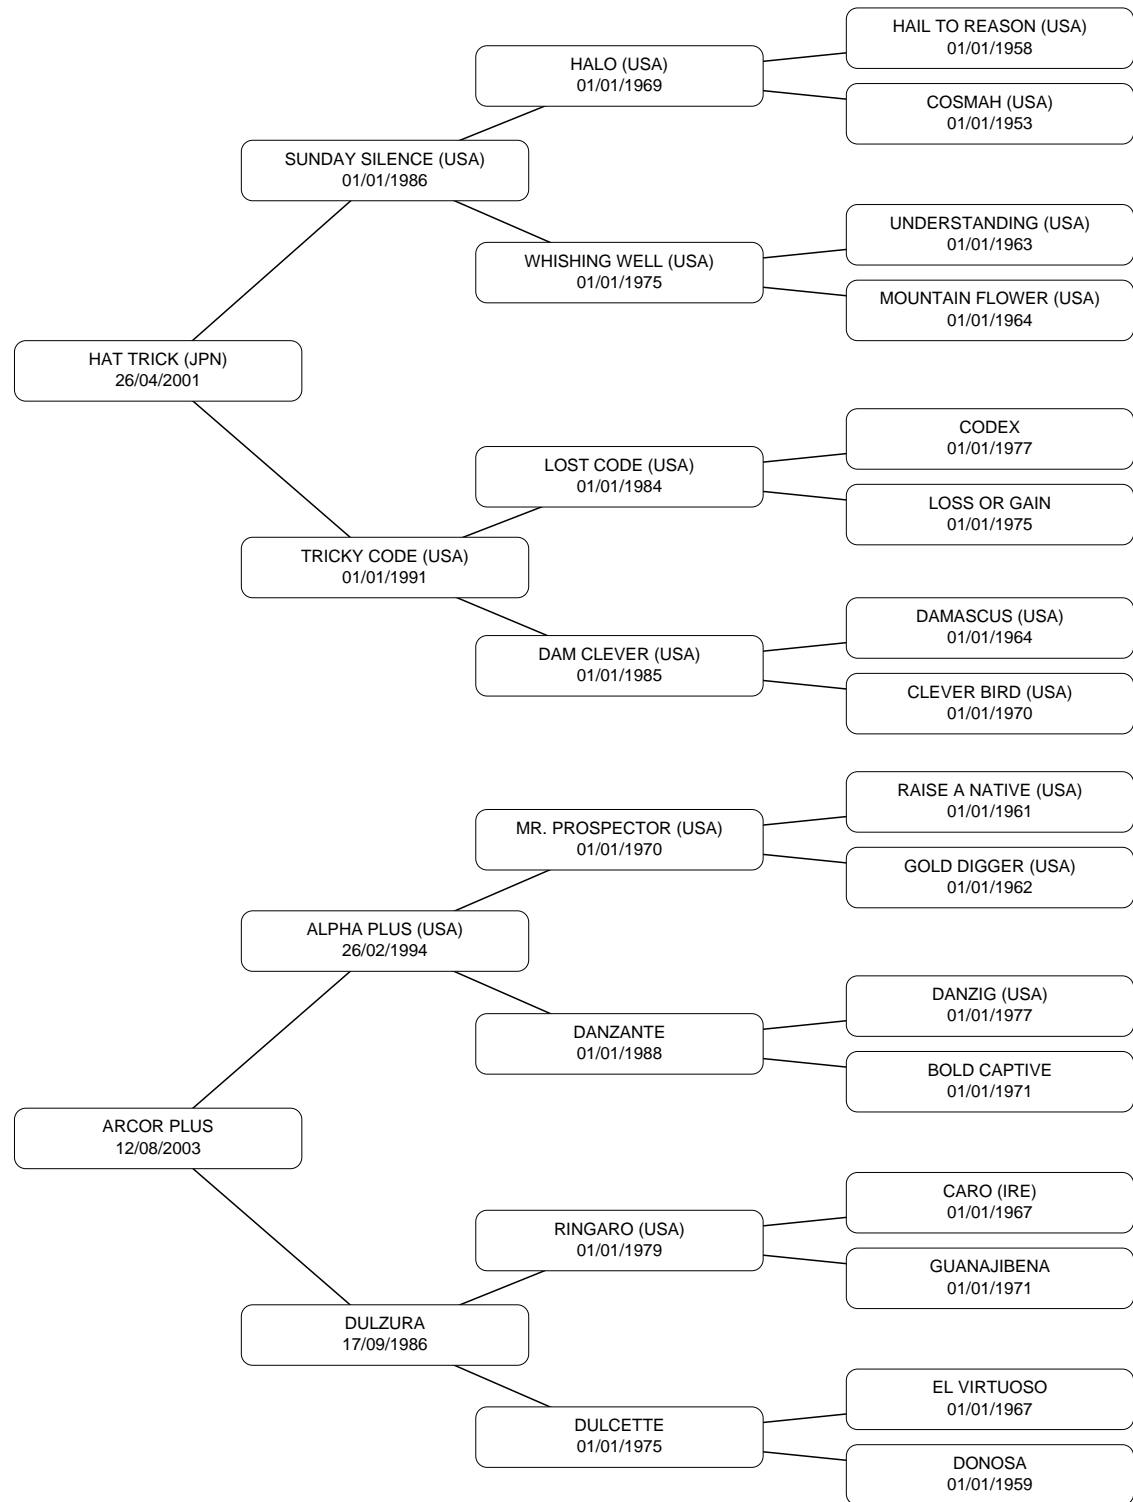 HAIL TO REASON (USA)
01/01/1958
HALO (USA)
01/01/1969
COSMAH (USA)
01/01/1953
SUNDAY SILENCE (USA)
01/01/1986
UNDERSTANDING (USA)
01/01/1963
WHISHING WELL (USA)
01/01/1975
MOUNTAIN FLOWER (USA)
01/01/1964
HAT TRICK (JPN)
26/04/2001
CODEX
01/01/1977
LOST CODE (USA)
01/01/1984
LOSS OR GAIN
01/01/1975
TRICKY CODE (USA)
01/01/1991
DAMASCUS (USA)
01/01/1964
DAM CLEVER (USA)
01/01/1985
CLEVER BIRD (USA)
01/01/1970
RAISE A NATIVE (USA)
01/01/1961
MR. PROSPECTOR (USA)
01/01/1970
GOLD DIGGER (USA)
01/01/1962
ALPHA PLUS (USA)
26/02/1994
DANZIG (USA)
01/01/1977
DANZANTE
01/01/1988
BOLD CAPTIVE
01/01/1971
ARCOR PLUS
12/08/2003
CARO (IRE)
01/01/1967
RINGARO (USA)
01/01/1979
GUANAJIBENA
01/01/1971
DULZURA
17/09/1986
EL VIRTUOSO
01/01/1967
DULCETTE
01/01/1975
DONOSA
01/01/1959